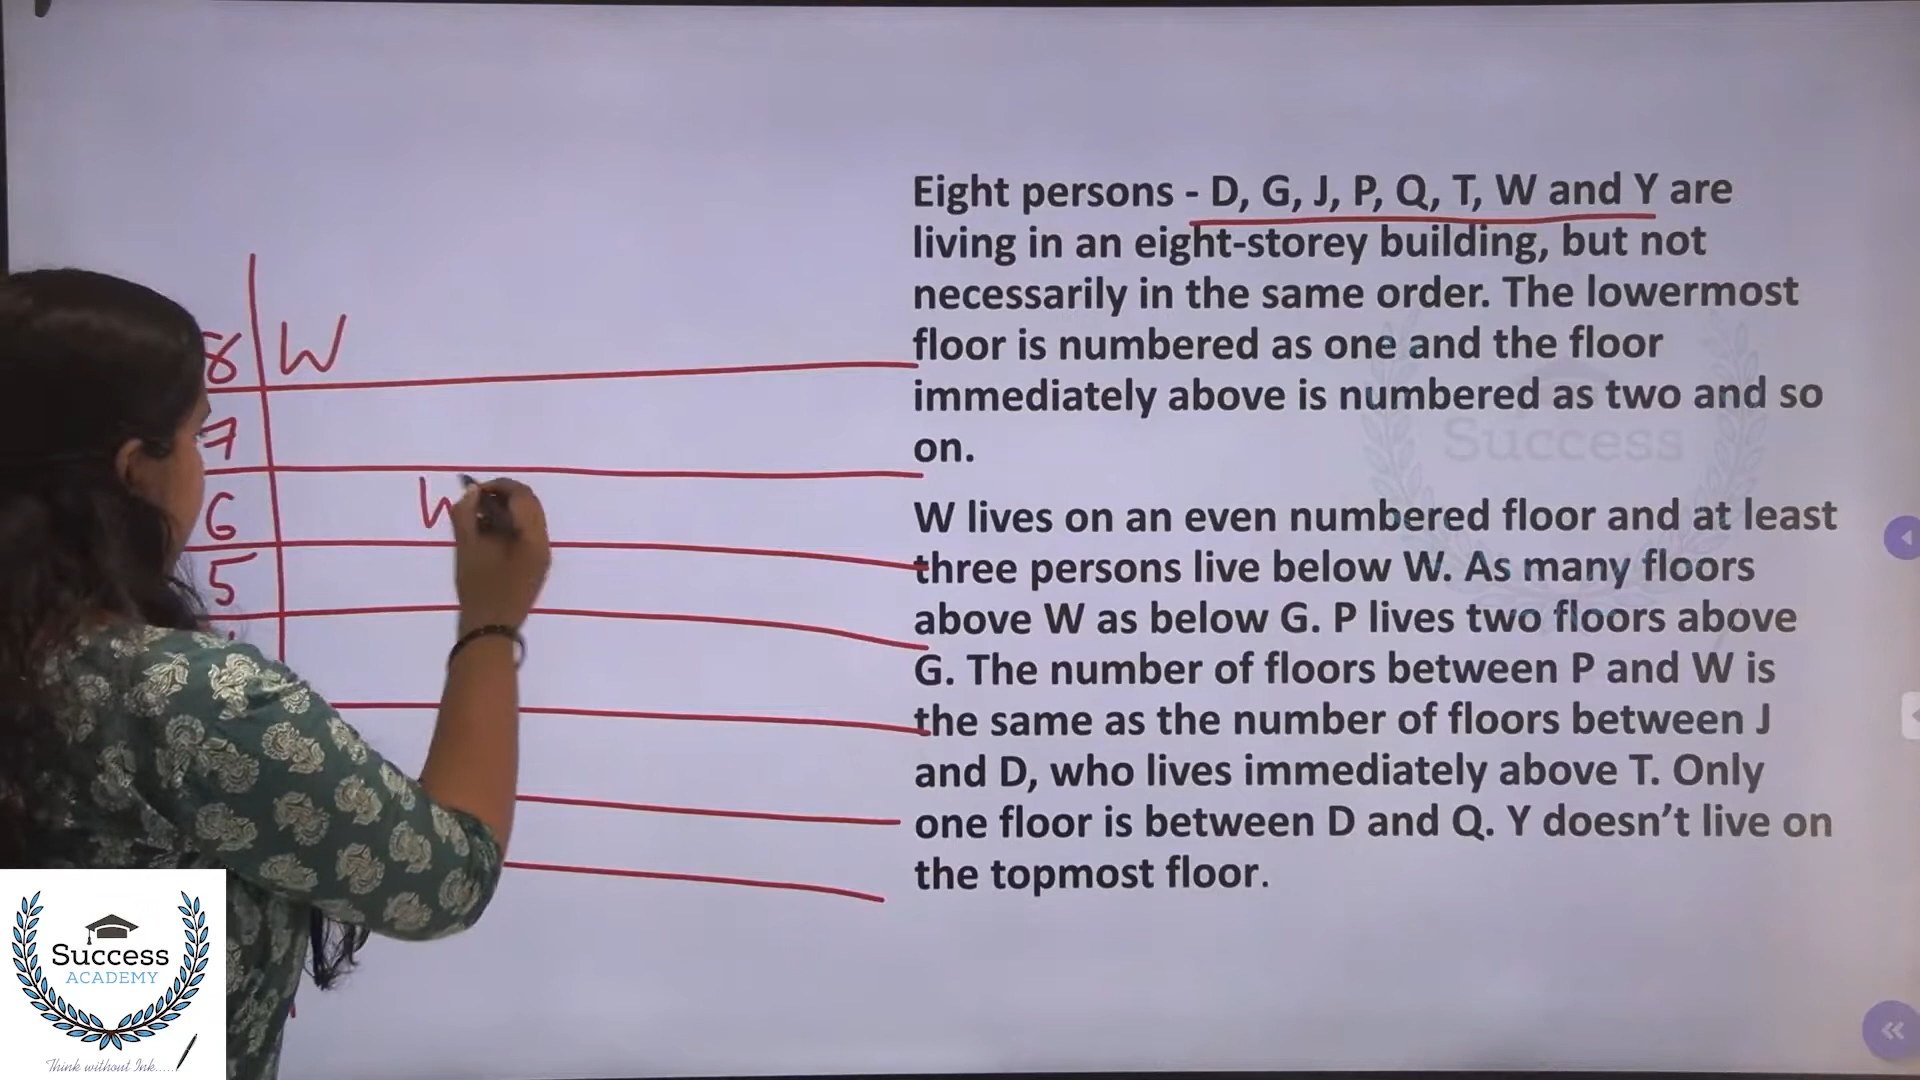 Eight persons - D, G, J, P, Q, T, W and Y are
living in an eight-storey building, but not
necessarily in the same order. The lowermost
floor is numbered as one and the floor
immediately above is numbered as two and so
on.
W lives on an even numbered floor and at least
three persons live below W. As many floors
above W as below G. P lives two floors above
G. The number of floors between P and W is
the same as the number of floors between J
and D, who lives immediately above T. Only
one floor is between D and Q. Y doesn't live on
the topmost floor.
8 W
7
6 W
5
Success
Success
ACADEMY
Think without Ink.....